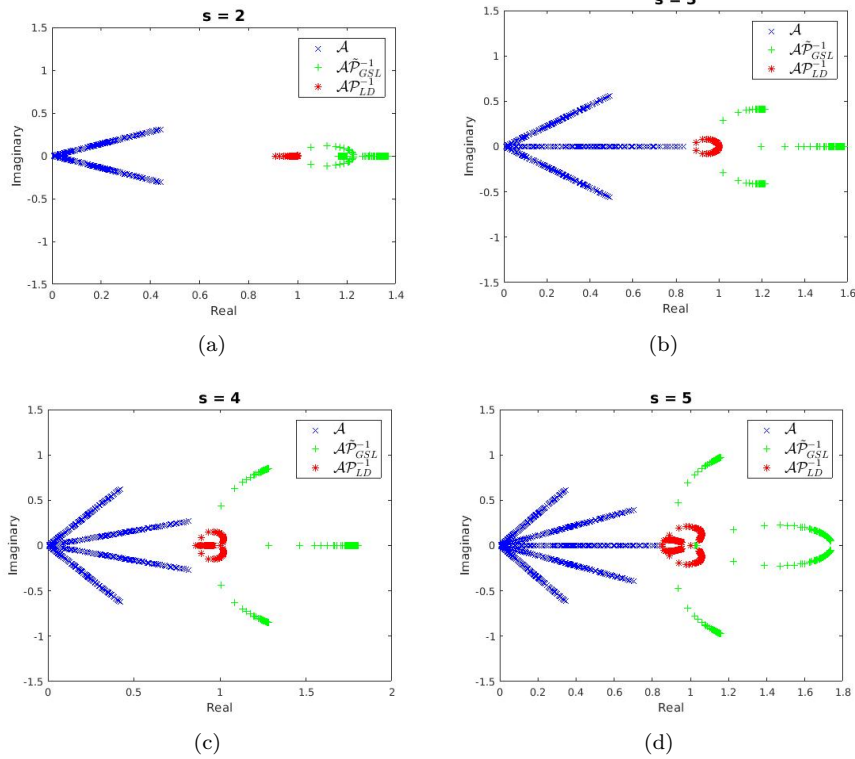 s = 2
1.5
1
0.5
0
-0.5
-1
-1.5
Imaginary
0 0.2 0.4 0.6 0.8 1 1.2 1.4
Real
𝒜
𝒜𝒫̃⁻¹_GSL
𝒜𝒫⁻¹_LD
(a)
1.5
1
0.5
0
-0.5
-1
-1.5
Imaginary
0 0.2 0.4 0.6 0.8 1 1.2 1.4 1.6
Real
𝒜
𝒜𝒫̃⁻¹_GSL
𝒜𝒫⁻¹_LD
(b)
s = 4
1.5
1
0.5
0
-0.5
-1
-1.5
Imaginary
0 0.5 1 1.5 2
Real
𝒜
𝒜𝒫̃⁻¹_GSL
𝒜𝒫⁻¹_LD
(c)
s = 5
1.5
1
0.5
0
-0.5
-1
-1.5
Imaginary
0 0.2 0.4 0.6 0.8 1 1.2 1.4 1.6 1.8
Real
𝒜
𝒜𝒫̃⁻¹_GSL
𝒜𝒫⁻¹_LD
(d)